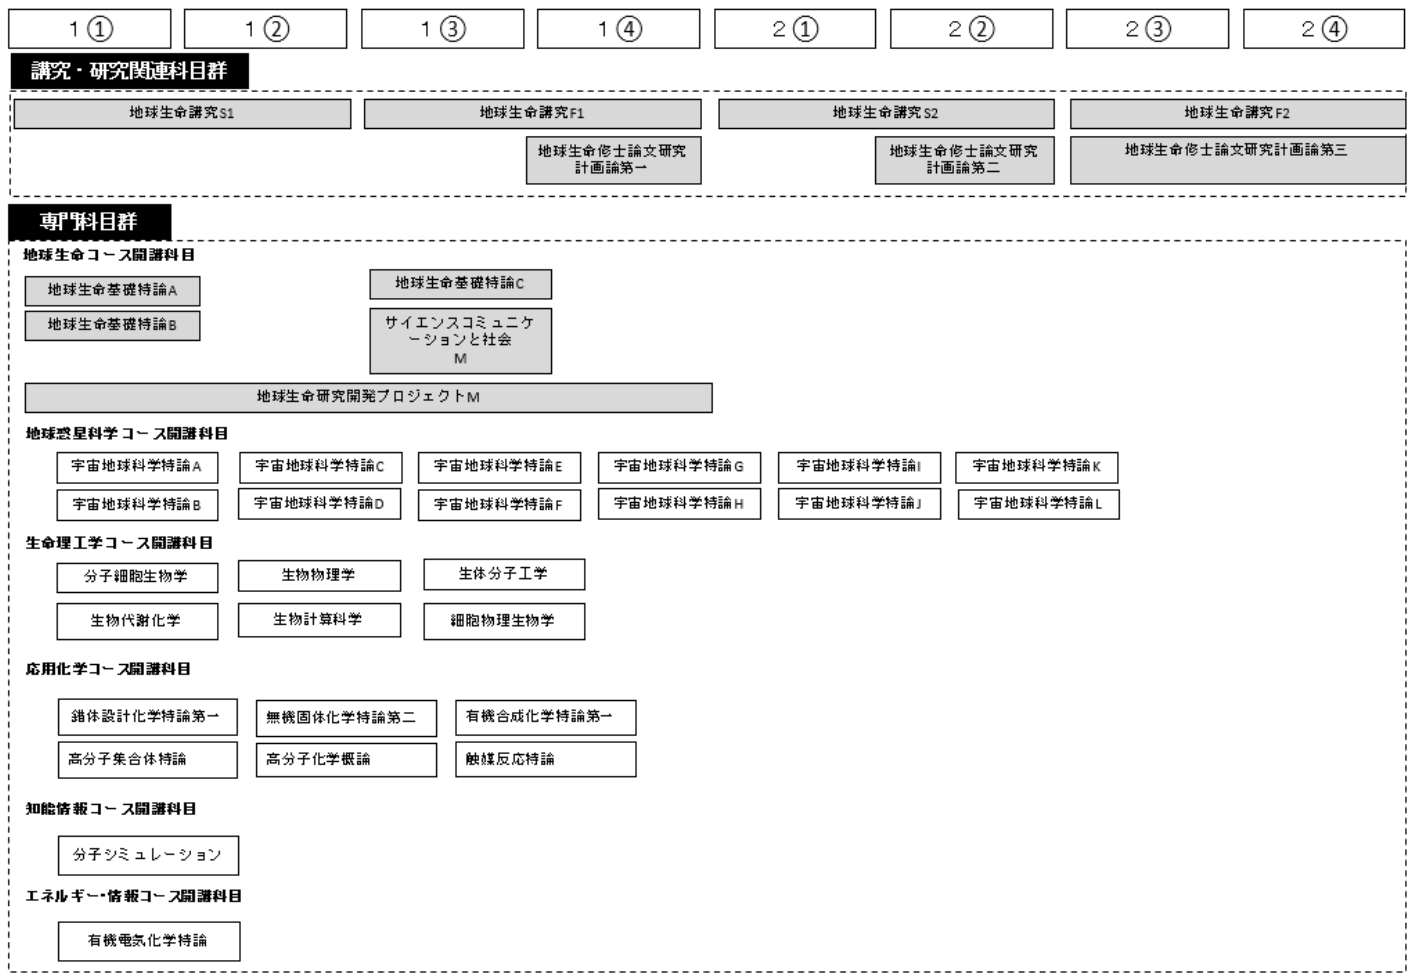 1①
1②
1③
1④
2①
2②
2③
2④
講究・研究関連科目群
地球生命講究S1
地球生命講究F1
地球生命講究S2
地球生命講究F2
地球生命修士論文研究
計画論第一
地球生命修士論文研究
計画論第二
地球生命修士論文研究計画論第三
専門科目群
地球生命コース開講科目
地球生命基礎特論A
地球生命基礎特論C
地球生命基礎特論B
サイエンスコミュニケ
ーションと社会
M
地球生命研究開発プロジェクトM
地球惑星科学コース開講科目
宇宙地球科学特論A
宇宙地球科学特論C
宇宙地球科学特論E
宇宙地球科学特論G
宇宙地球科学特論I
宇宙地球科学特論K
宇宙地球科学特論B
宇宙地球科学特論D
宇宙地球科学特論F
宇宙地球科学特論H
宇宙地球科学特論J
宇宙地球科学特論L
生命理工学コース開講科目
分子細胞生物学
生物物理学
生体分子工学
生物代謝化学
生物計算科学
細胞物理生物学
応用化学コース開講科目
錯体設計化学特論第一
無機固体化学特論第二
有機合成化学特論第一
高分子集合体特論
高分子化学概論
触媒反応特論
知能情報コース開講科目
分子シミュレーション
エネルギー・情報コース開講科目
有機電気化学特論